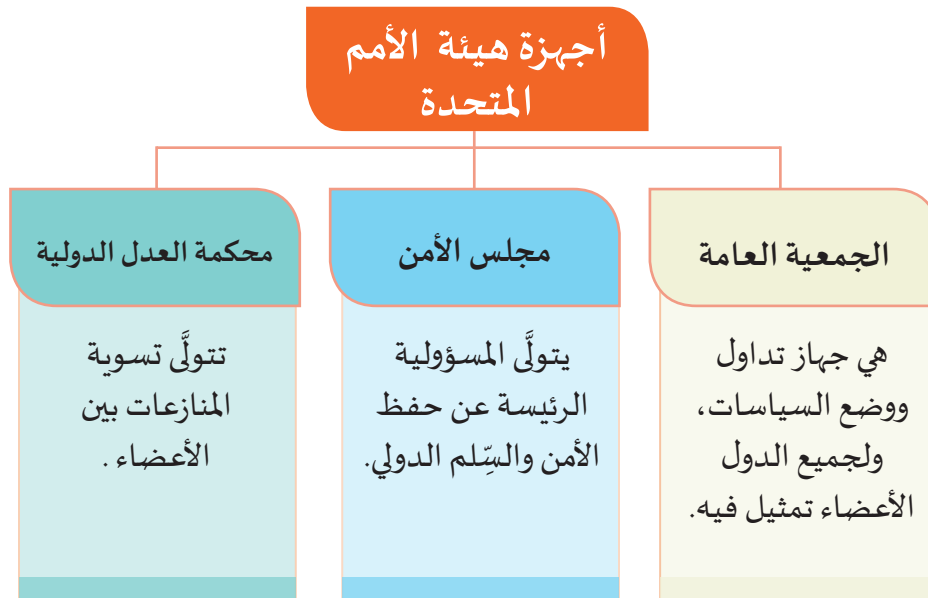 أجهزة هيئة الأمم
المتحدة
الجمعية العامة
هي جهاز تداول
ووضع السياسات،
ولجميع الدول
الأعضاء تمثيل فيه.
مجلس الأمن
يتولَّى المسؤولية
الرئيسة عن حفظ
الأمن والسِّلم الدولي.
محكمة العدل الدولية
تتولَّى تسوية
المنازعات بين
الأعضاء .